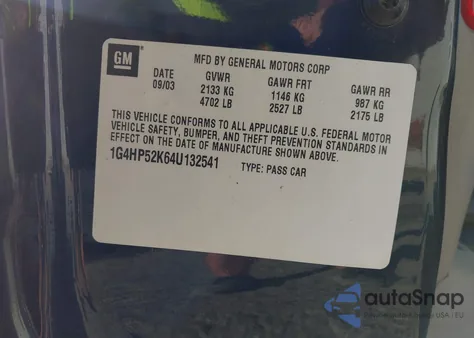 GM
MFD BY GENERAL MOTORS CORP
DATE GVWR GAWR FRT GAWR RR
09/03 2133 KG 1146 KG 987 KG
4702 LB 2527 LB 2175 LB
THIS VEHICLE CONFORMS TO ALL APPLICABLE U.S. FEDERAL MOTOR
VEHICLE SAFETY, BUMPER, AND THEFT PREVENTION STANDARDS IN
EFFECT ON THE DATE OF MANUFACTURE SHOWN ABOVE.
1G4HP52K64U132541 TYPE: PASS CAR
autoSnap
USA / EU